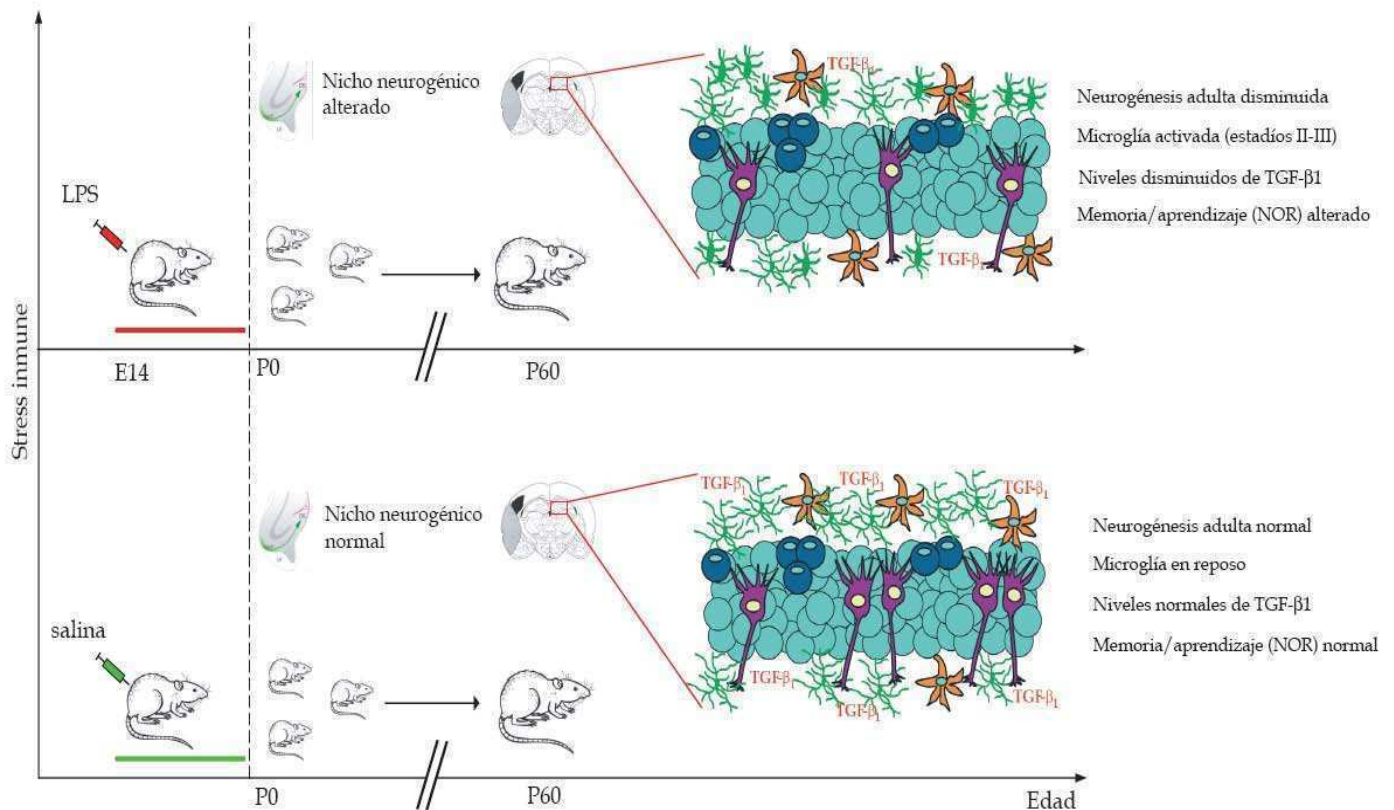 Stress inmune
LPS
Nicho neurogénico
alterado
TGF-β₁
TGF-β₁
Neurogénesis adulta disminuida
Microglía activada (estadíos II-III)
Niveles disminuidos de TGF-β1
Memoria/aprendizaje (NOR) alterado
E14
P0
P60
salina
Nicho neurogénico
normal
TGF-β₁
TGF-β₁
TGF-β₁
TGF-β₁
TGF-β₁
TGF-β₁
Neurogénesis adulta normal
Microglía en reposo
Niveles normales de TGF-β1
Memoria/aprendizaje (NOR) normal
P0
P60
Edad